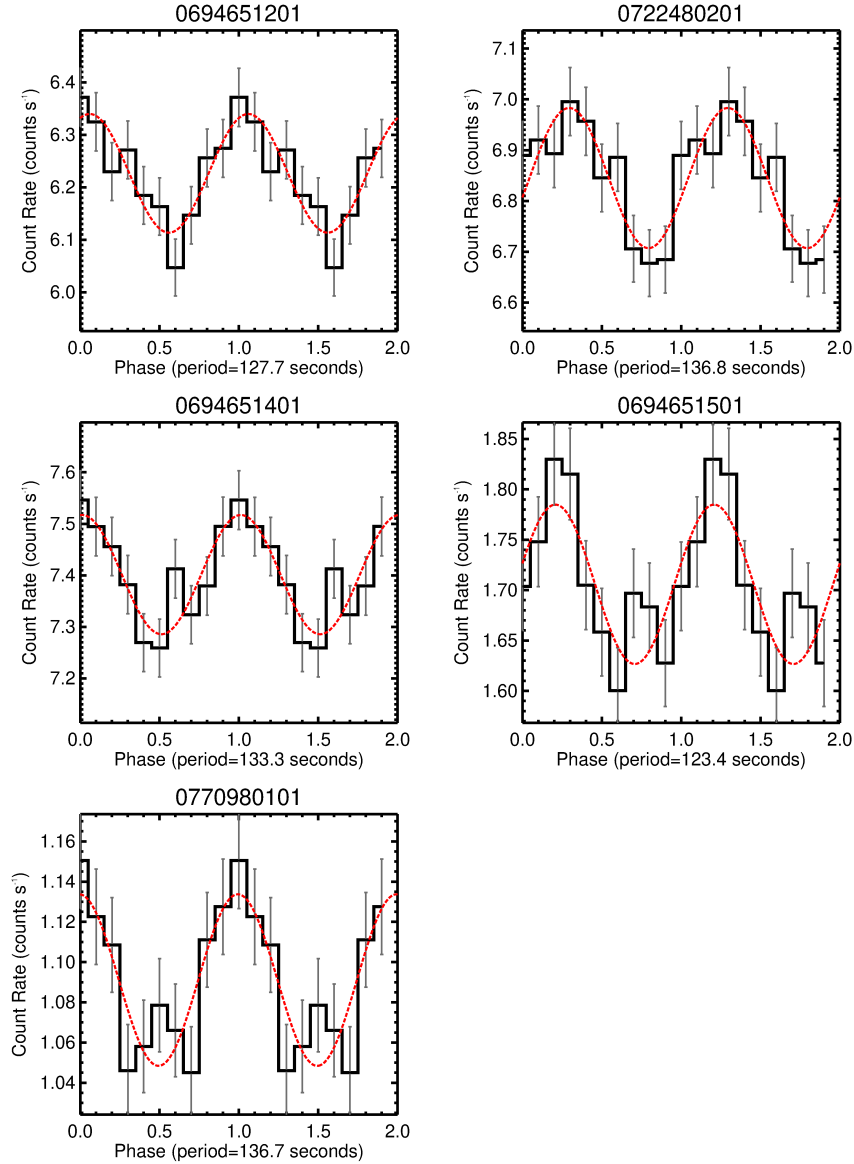 0694651201
Count Rate (counts s⁻¹)
6.4
6.3
6.2
6.1
6.0
0.0 0.5 1.0 1.5 2.0
Phase (period=127.7 seconds)
0722480201
Count Rate (counts s⁻¹)
7.1
7.0
6.9
6.8
6.7
6.6
0.0 0.5 1.0 1.5 2.0
Phase (period=136.8 seconds)
0694651401
Count Rate (counts s⁻¹)
7.6
7.5
7.4
7.3
7.2
0.0 0.5 1.0 1.5 2.0
Phase (period=133.3 seconds)
0694651501
Count Rate (counts s⁻¹)
1.85
1.80
1.75
1.70
1.65
1.60
0.0 0.5 1.0 1.5 2.0
Phase (period=123.4 seconds)
0770980101
Count Rate (counts s⁻¹)
1.16
1.14
1.12
1.10
1.08
1.06
1.04
0.0 0.5 1.0 1.5 2.0
Phase (period=136.7 seconds)